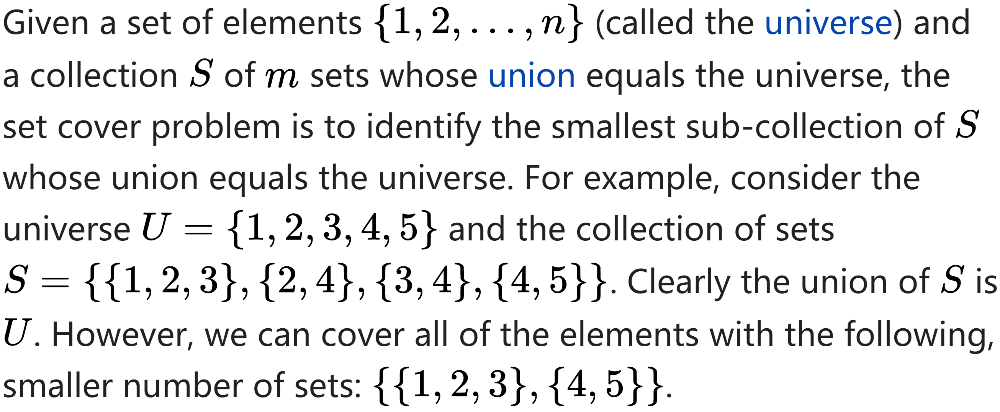 Given a set of elements {1, 2, . . . , n} (called the universe) and
a collection S of m sets whose union equals the universe, the
set cover problem is to identify the smallest sub-collection of S
whose union equals the universe. For example, consider the
universe U = {1, 2, 3, 4, 5} and the collection of sets
S = {{1, 2, 3}, {2, 4}, {3, 4}, {4, 5}}. Clearly the union of S is
U. However, we can cover all of the elements with the following,
smaller number of sets: {{1, 2, 3}, {4, 5}}.